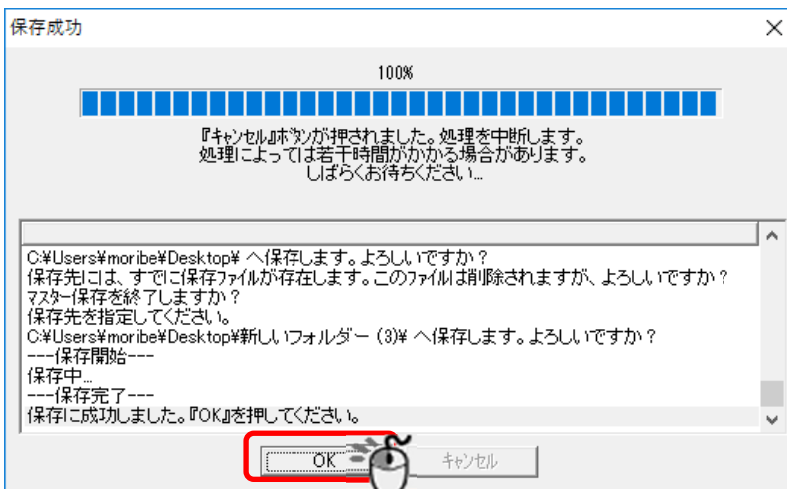 保存成功
100%
『キャンセル』ボタンが押されました。処理を中断します。
処理によっては若干時間がかかる場合があります。
しばらくお待ちください...
C:¥Users¥moribe¥Desktop¥ へ保存します。よろしいですか？
保存先には、すでに保存ファイルが存在します。このファイルは削除されますが、よろしいですか？
マスター保存を終了しますか？
保存先を指定してください。
C:¥Users¥moribe¥Desktop¥新しいフォルダー (3)¥ へ保存します。よろしいですか？
---保存開始---
保存中...
---保存完了---
保存に成功しました。『OK』を押してください。
OK
キャンセル